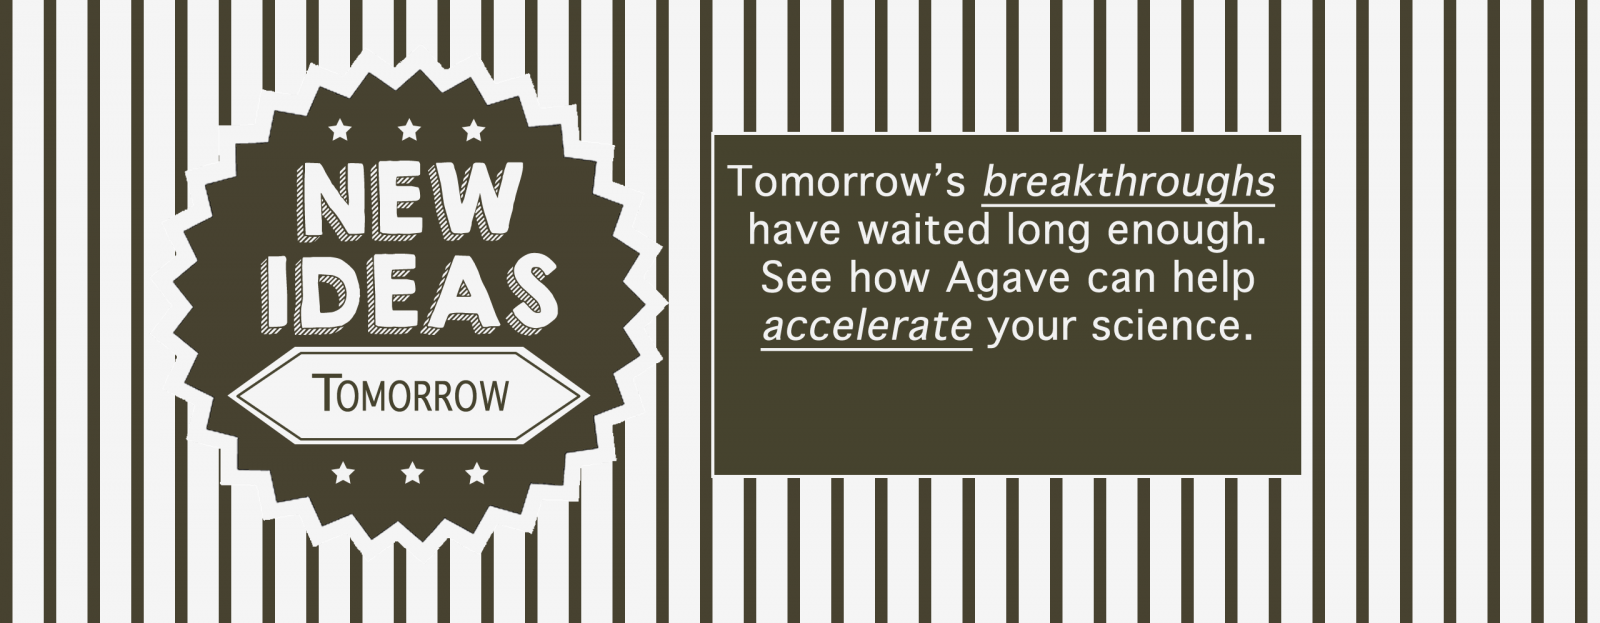 NEW
IDEAS
TOMORROW
Tomorrow’s breakthroughs
have waited long enough.
See how Agave can help
accelerate your science.